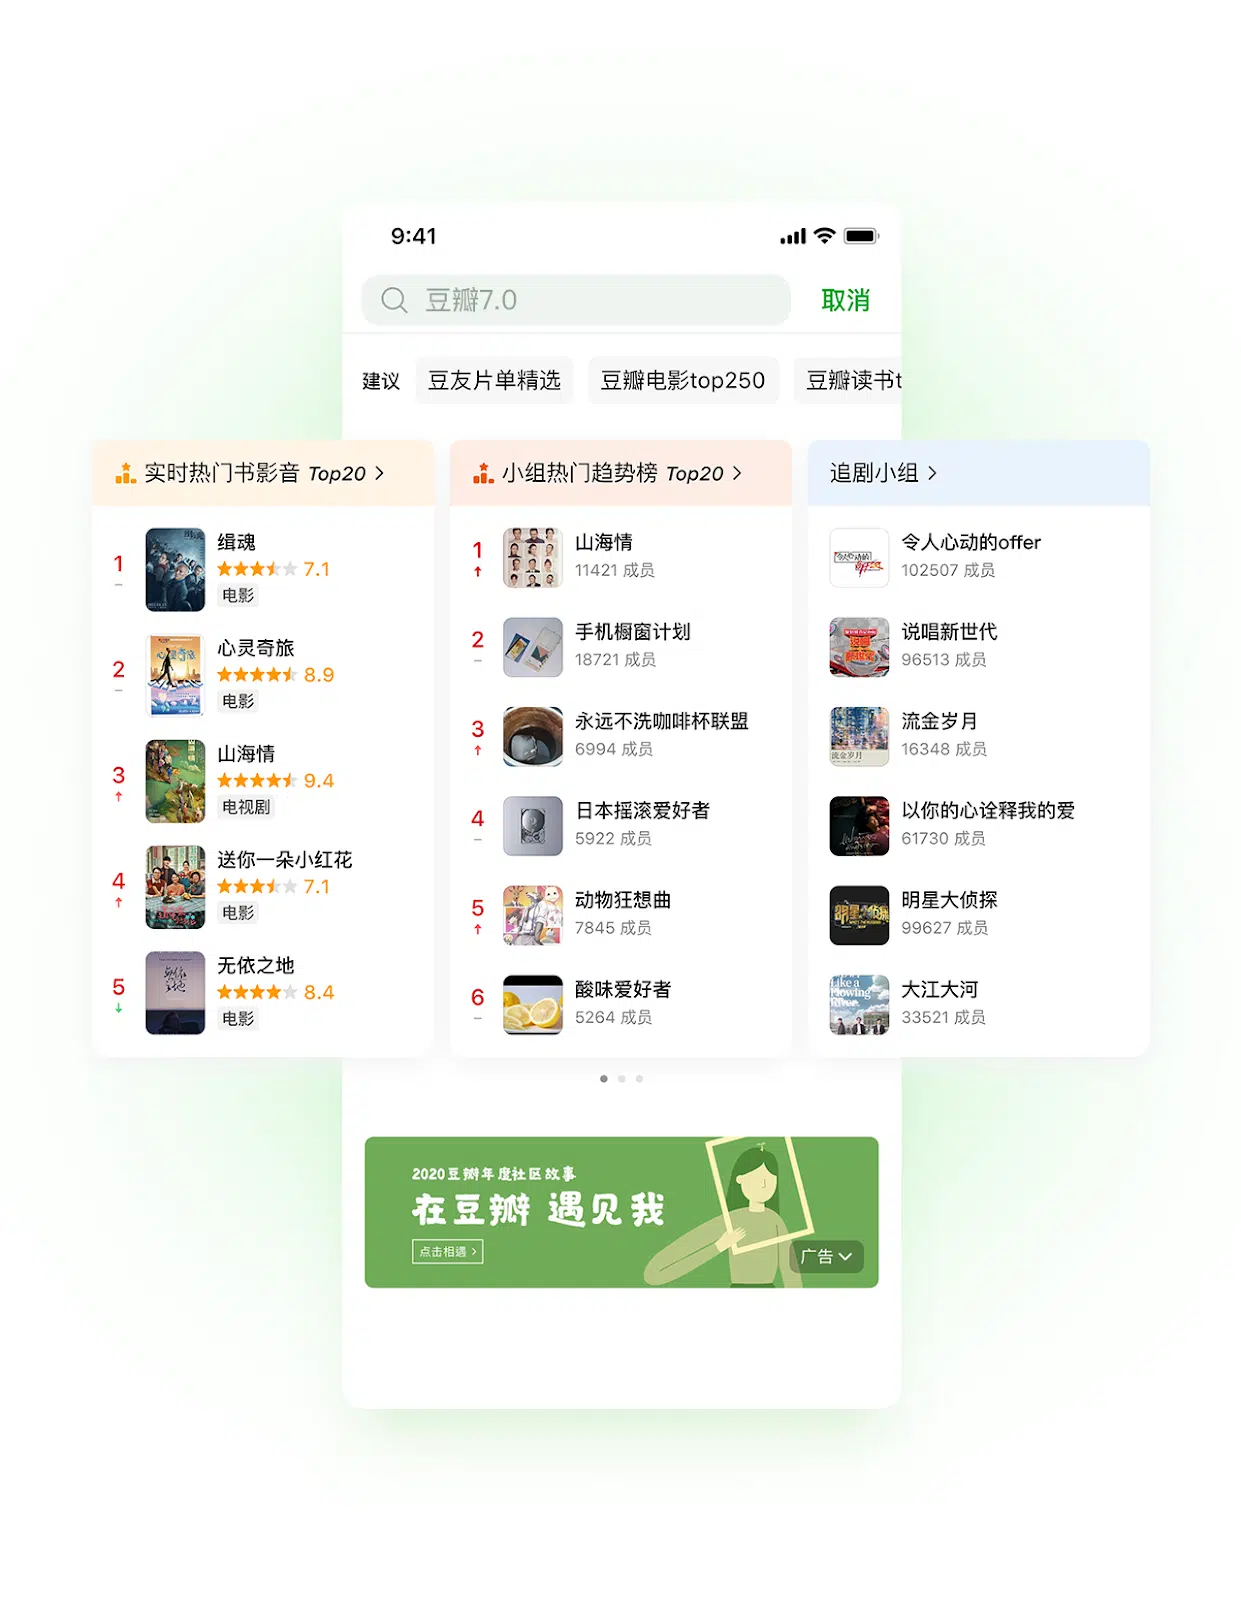 9:41
豆瓣7.0
取消
建议
豆友片单精选
豆瓣电影top250
豆瓣读书t
实时热门书影音 Top20
1
缉魂
7.1
电影
2
心灵奇旅
8.9
电影
3
山海情
9.4
电视剧
4
送你一朵小红花
7.1
电影
5
无依之地
8.4
电影
小组热门趋势榜 Top20
1
山海情
11421 成员
2
手机橱窗计划
18721 成员
3
永远不洗咖啡杯联盟
6994 成员
4
日本摇滚爱好者
5922 成员
5
动物狂想曲
7845 成员
6
酸味爱好者
5264 成员
追剧小组
令人心动的offer
102507 成员
说唱新世代
96513 成员
流金岁月
流金岁月
16348 成员
以你的心诠释我的爱
61730 成员
明星大侦探
明星大侦探
99627 成员
Like a
Flowing
River
大江大河
33521 成员
2020豆瓣年度社区故事
在豆瓣 遇见我
点击相遇
广告